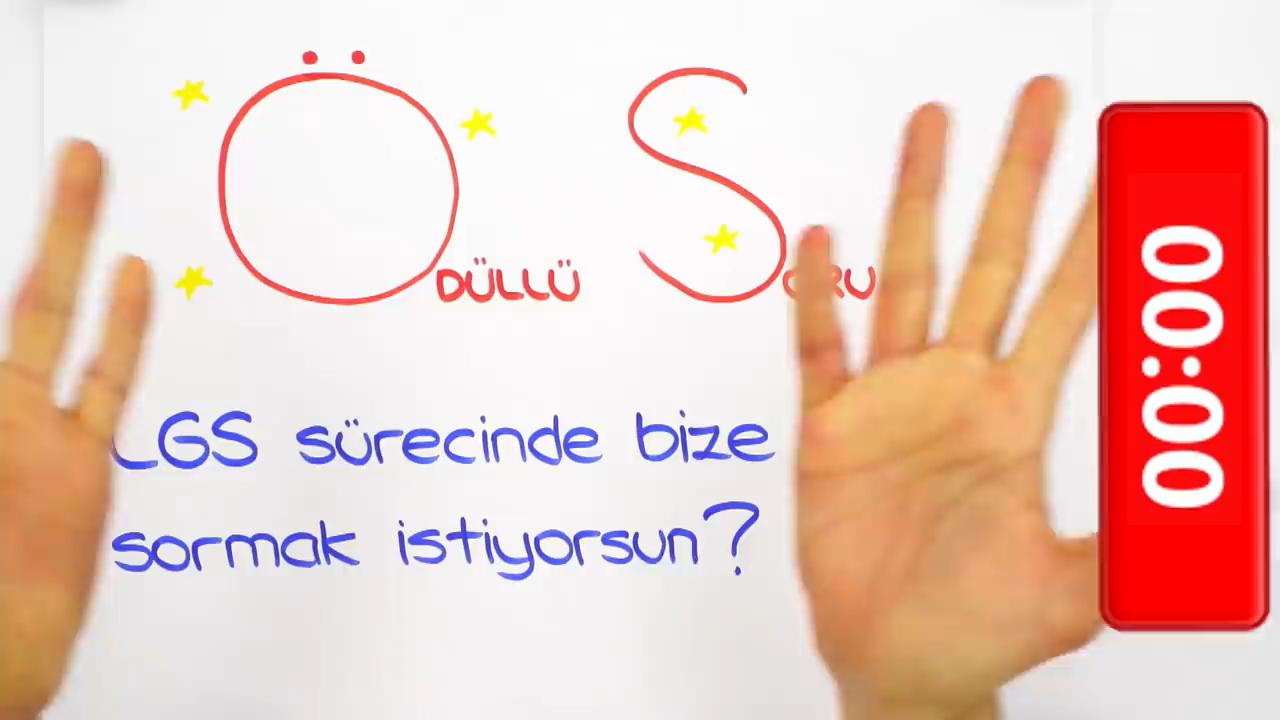 ÖDÜLLÜ SORU
LGS sürecinde bize
sormak istiyorsun?
00:00